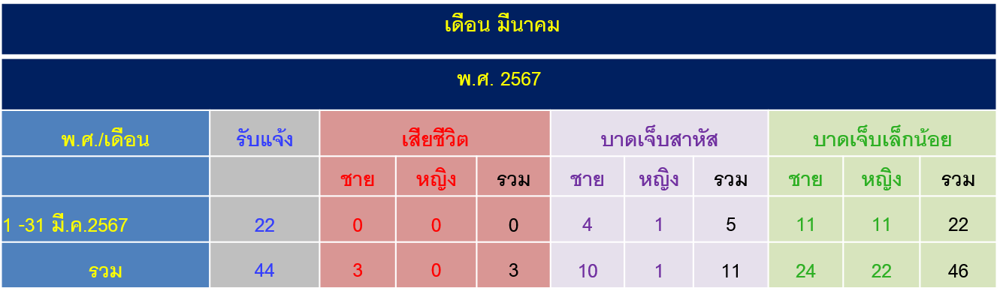 เดือน มีนาคม
พ.ศ. 2567
พ.ศ./เดือน รับแจ้ง เสียชีวิต บาดเจ็บสาหัส บาดเจ็บเล็กน้อย
ชาย หญิง รวม ชาย หญิง รวม ชาย หญิง รวม
1 -31 มี.ค.2567 22 0 0 0 4 1 5 11 11 22
รวม 44 3 0 3 10 1 11 24 22 46